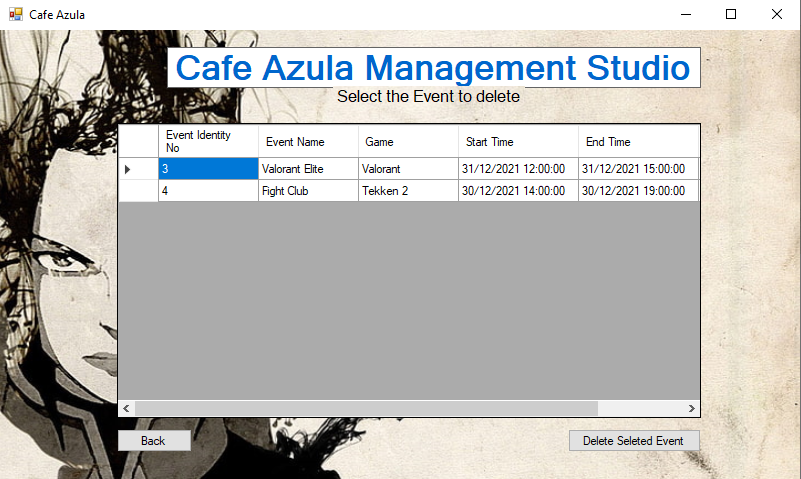 Cafe Azula
Cafe Azula Management Studio
Select the Event to delete
Event Identity No Event Name Game Start Time End Time
3 Valorant Elite Valorant 31/12/2021 12:00:00 31/12/2021 15:00:00
4 Fight Club Tekken 2 30/12/2021 14:00:00 30/12/2021 19:00:00
Back Delete Seleted Event